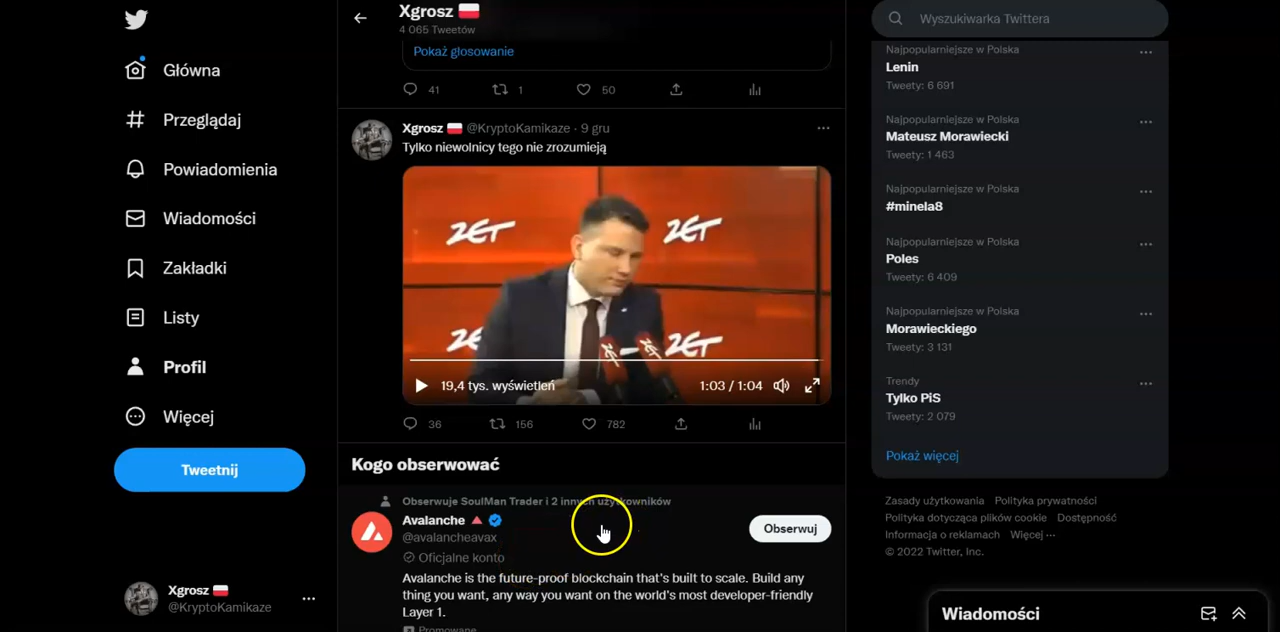 Główna
Przeglądaj
Powiadomienia
Wiadomości
Zakładki
Listy
Profil
Więcej
Tweetnij
Xgrosz
@KryptoKamikaze
Xgrosz
4 065 Tweetów
Pokaż głosowanie
41 1 50
Xgrosz @KryptoKamikaze · 9 gru
Tylko niewolnicy tego nie zrozumieją
ZET ZET
ZET ZET
19,4 tys. wyświetleń 1:03 / 1:04
36 156 782
Kogo obserwować
Obserwuje SoulMan Trader i 2 innych użytkowników
Avalanche
@avalancheavax
Obserwuj
Oficjalne konto
Avalanche is the future-proof blockchain that's built to scale. Build any
thing you want, any way you want on the world's most developer-friendly
Layer 1.
Promowane
Wyszukiwarka Twittera
Najpopularniejsze w Polska
Lenin
Tweety: 6 691
Najpopularniejsze w Polska
Mateusz Morawiecki
Tweety: 1 463
Najpopularniejsze w Polska
#minela8
Najpopularniejsze w Polska
Poles
Tweety: 6 409
Najpopularniejsze w Polska
Morawieckiego
Tweety: 3 131
Trendy
Tylko PiS
Tweety: 2 079
Pokaż więcej
Zasady użytkowania Polityka prywatności
Polityka dotycząca plików cookie Dostępność
Informacja o reklamach Więcej ···
© 2022 Twitter, Inc.
Wiadomości